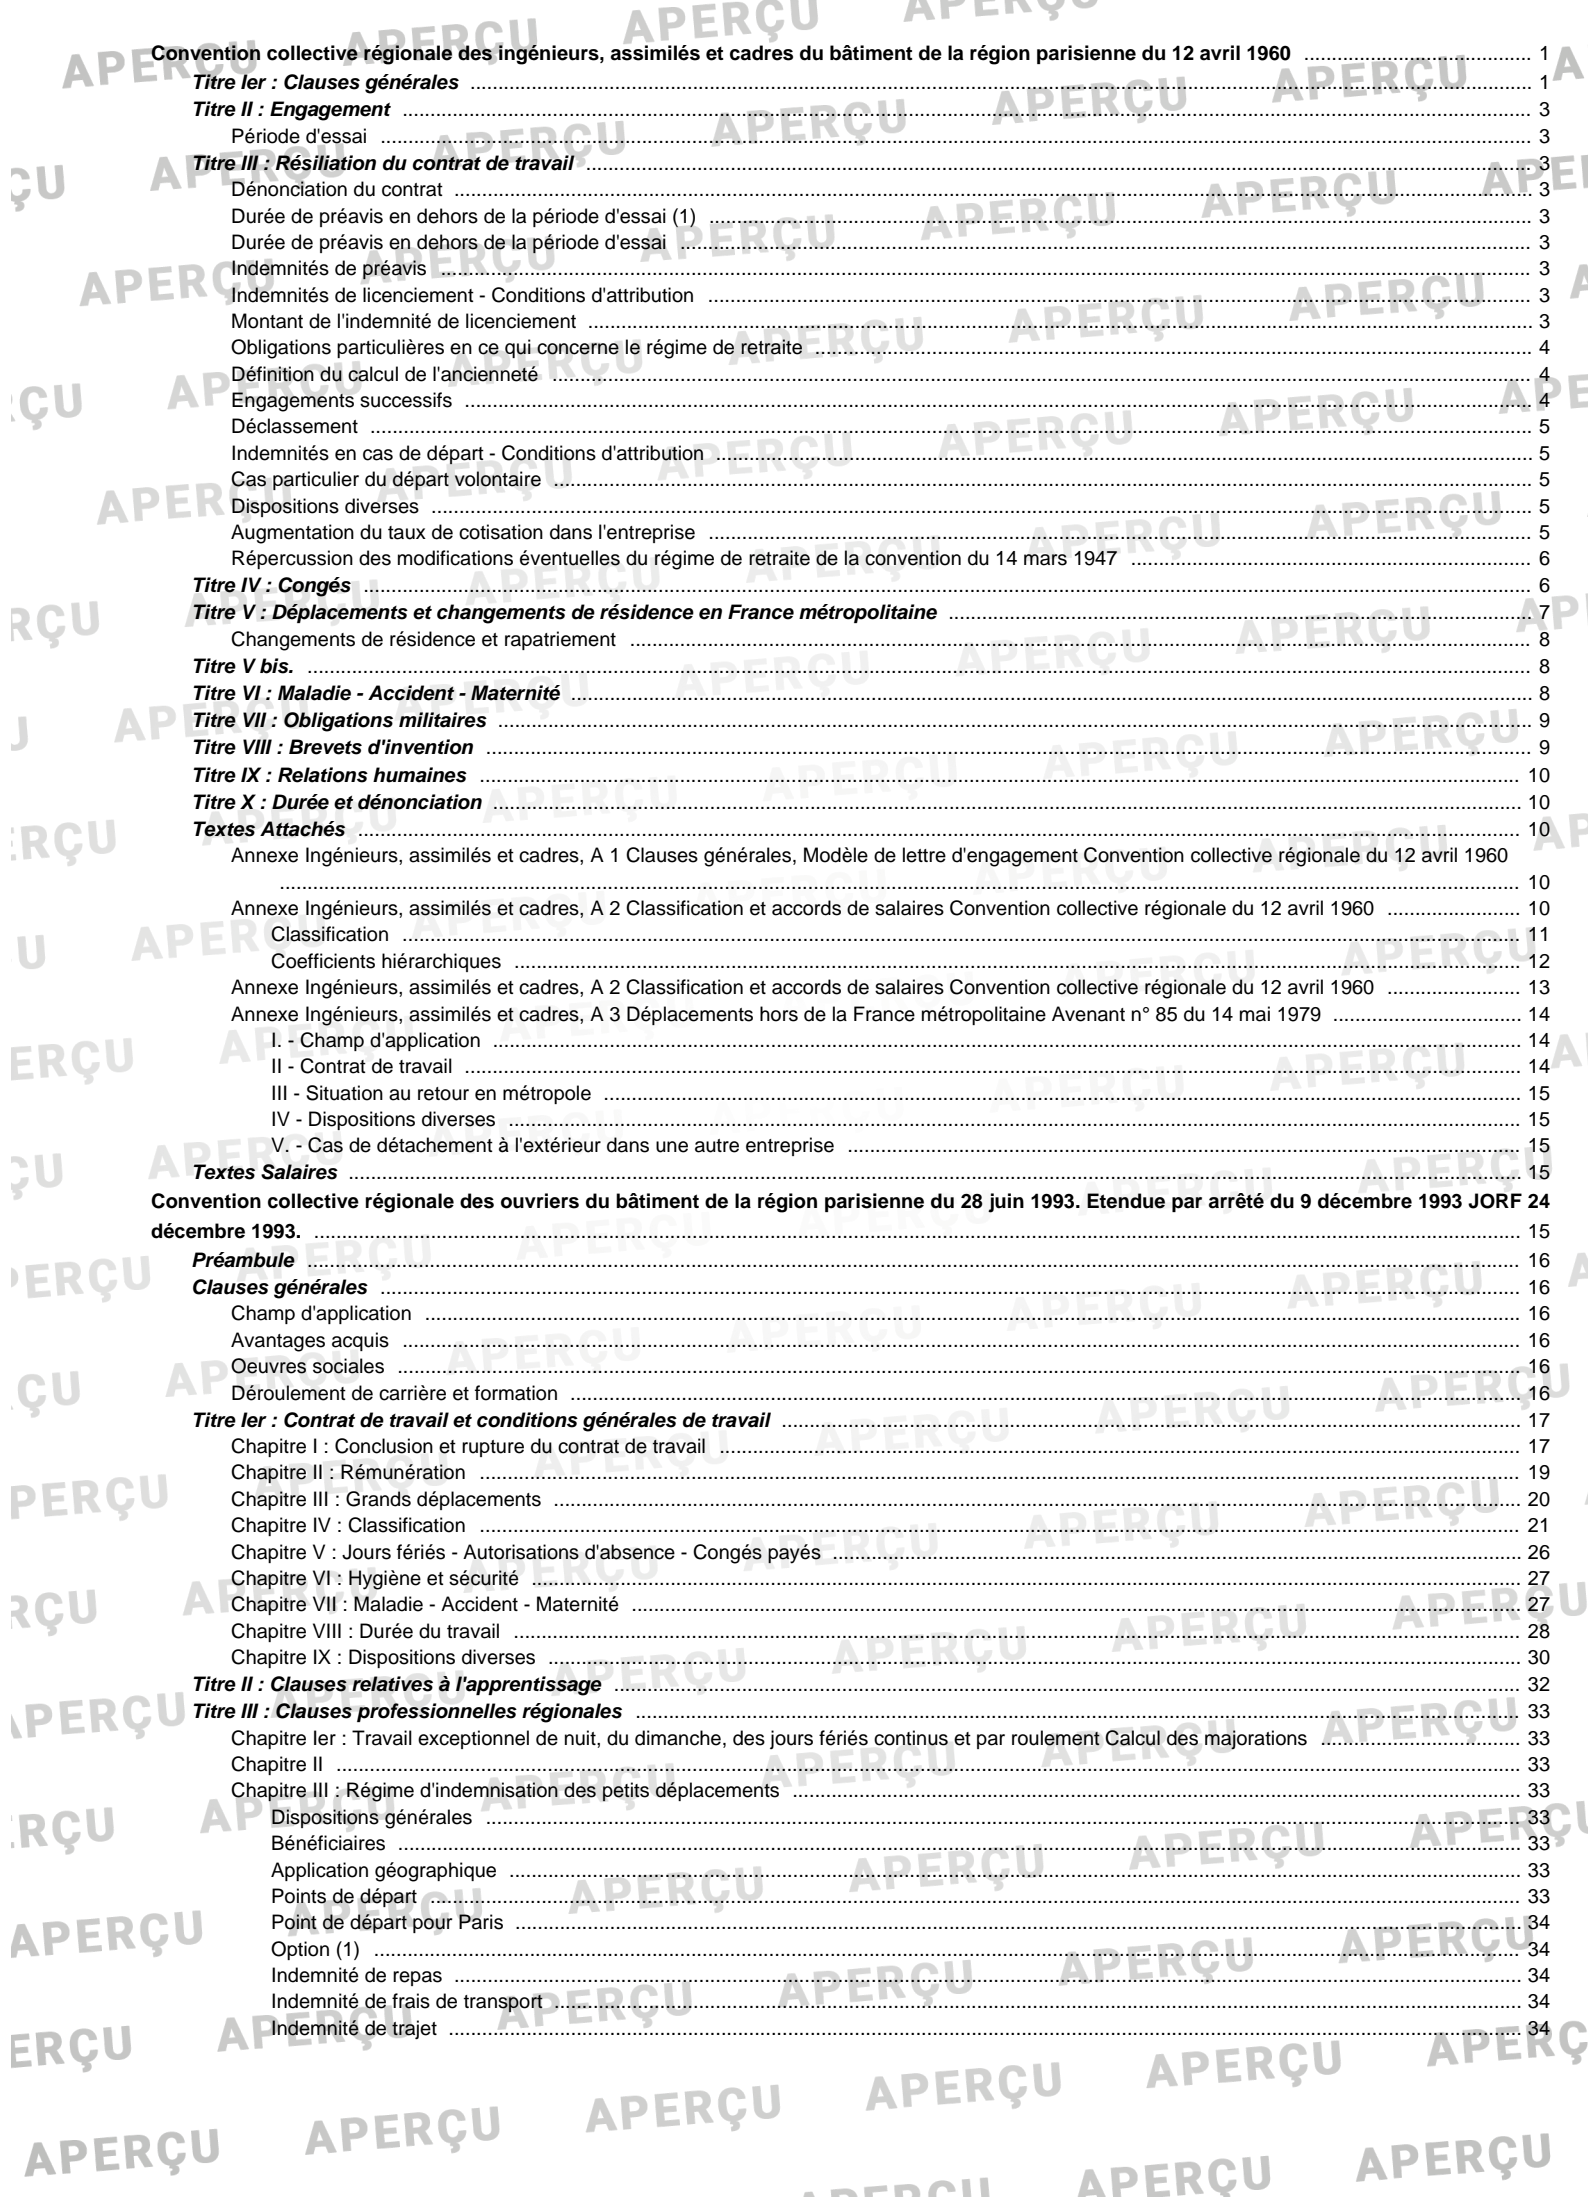 Convention collective régionale des ingénieurs, assimilés et cadres du bâtiment de la région parisienne du 12 avril 1960 ... 1
Titre Ier : Clauses générales ... 1
Titre II : Engagement ... 3
Période d'essai ... 3
Titre III : Résiliation du contrat de travail ... 3
Dénonciation du contrat ... 3
Durée de préavis en dehors de la période d'essai (1) ... 3
Durée de préavis en dehors de la période d'essai ... 3
Indemnités de préavis ... 3
Indemnités de licenciement - Conditions d'attribution ... 3
Montant de l'indemnité de licenciement ... 3
Obligations particulières en ce qui concerne le régime de retraite ... 4
Définition du calcul de l'ancienneté ... 4
Engagements successifs ... 4
Déclassement ... 5
Indemnités en cas de départ - Conditions d'attribution ... 5
Cas particulier du départ volontaire ... 5
Dispositions diverses ... 5
Augmentation du taux de cotisation dans l'entreprise ... 5
Répercussion des modifications éventuelles du régime de retraite de la convention du 14 mars 1947 ... 6
Titre IV : Congés ... 6
Titre V : Déplacements et changements de résidence en France métropolitaine ... 7
Changements de résidence et rapatriement ... 8
Titre V bis. ... 8
Titre VI : Maladie - Accident - Maternité ... 8
Titre VII : Obligations militaires ... 9
Titre VIII : Brevets d'invention ... 9
Titre IX : Relations humaines ... 10
Titre X : Durée et dénonciation ... 10
Textes Attachés ... 10
Annexe Ingénieurs, assimilés et cadres, A 1 Clauses générales, Modèle de lettre d'engagement Convention collective régionale du 12 avril 1960
... 10
Annexe Ingénieurs, assimilés et cadres, A 2 Classification et accords de salaires Convention collective régionale du 12 avril 1960 ... 10
Classification ... 11
Coefficients hiérarchiques ... 12
Annexe Ingénieurs, assimilés et cadres, A 2 Classification et accords de salaires Convention collective régionale du 12 avril 1960 ... 13
Annexe Ingénieurs, assimilés et cadres, A 3 Déplacements hors de la France métropolitaine Avenant n° 85 du 14 mai 1979 ... 14
I. - Champ d'application ... 14
II - Contrat de travail ... 14
III - Situation au retour en métropole ... 15
IV - Dispositions diverses ... 15
V. - Cas de détachement à l'extérieur dans une autre entreprise ... 15
Textes Salaires ... 15
Convention collective régionale des ouvriers du bâtiment de la région parisienne du 28 juin 1993. Etendue par arrêté du 9 décembre 1993 JORF 24
décembre 1993. ... 15
Préambule ... 16
Clauses générales ... 16
Champ d'application ... 16
Avantages acquis ... 16
Oeuvres sociales ... 16
Déroulement de carrière et formation ... 16
Titre Ier : Contrat de travail et conditions générales de travail ... 17
Chapitre I : Conclusion et rupture du contrat de travail ... 17
Chapitre II : Rémunération ... 19
Chapitre III : Grands déplacements ... 20
Chapitre IV : Classification ... 21
Chapitre V : Jours fériés - Autorisations d'absence - Congés payés ... 26
Chapitre VI : Hygiène et sécurité ... 27
Chapitre VII : Maladie - Accident - Maternité ... 27
Chapitre VIII : Durée du travail ... 28
Chapitre IX : Dispositions diverses ... 30
Titre II : Clauses relatives à l'apprentissage ... 32
Titre III : Clauses professionnelles régionales ... 33
Chapitre Ier : Travail exceptionnel de nuit, du dimanche, des jours fériés continus et par roulement Calcul des majorations ... 33
Chapitre II ... 33
Chapitre III : Régime d'indemnisation des petits déplacements ... 33
Dispositions générales ... 33
Bénéficiaires ... 33
Application géographique ... 33
Points de départ ... 33
Point de départ pour Paris ... 34
Option (1) ... 34
Indemnité de repas ... 34
Indemnité de frais de transport ... 34
Indemnité de trajet ... 34
APERÇU